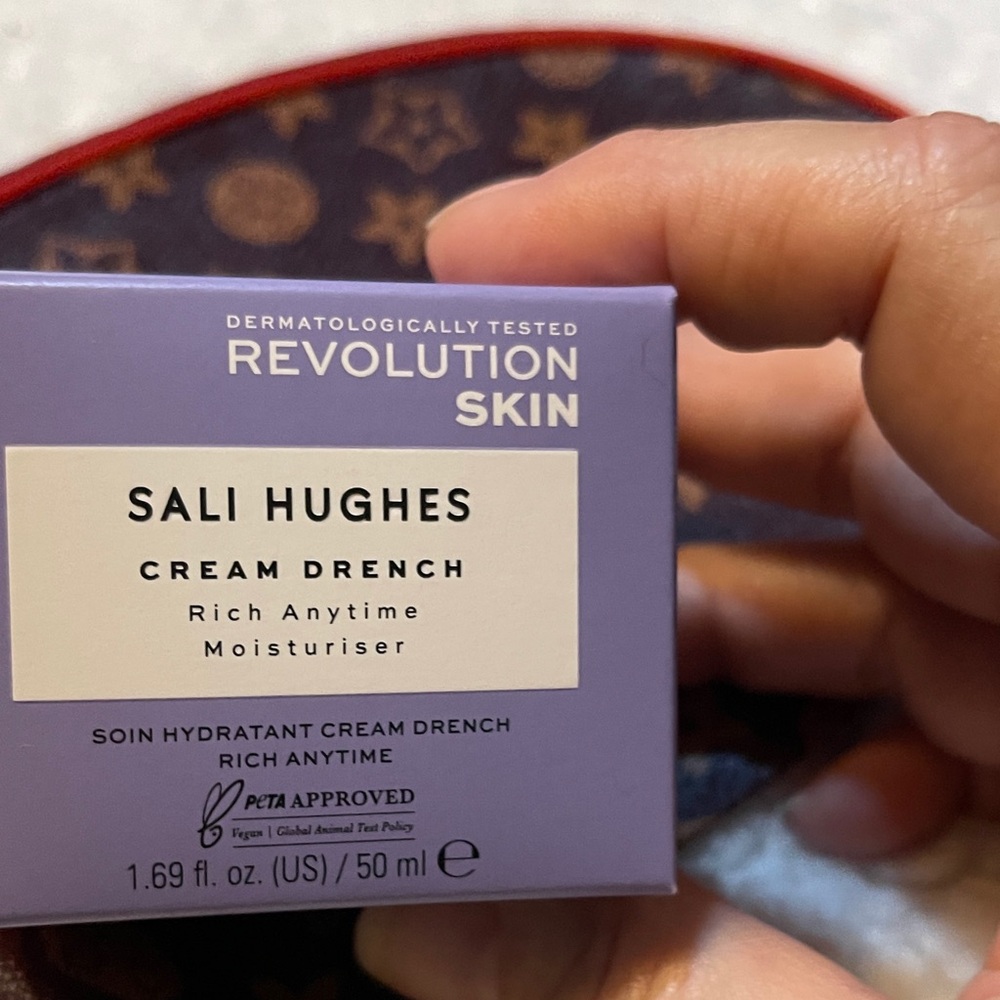 DERMATOLOGICALLY TESTED
REVOLUTION
SKIN
SALI HUGHES
CREAM DRENCH
Rich Anytime
Moisturiser
SOIN HYDRATANT CREAM DRENCH
RICH ANYTIME
PETA APPROVED
Vegan | Global Animal Test Policy
1.69 fl. oz. (US) / 50 ml ℮